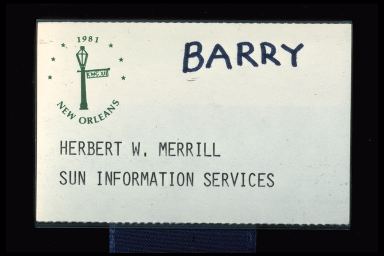 1981
NEW ORLEANS
BARRY
HERBERT W. MERRILL
SUN INFORMATION SERVICES